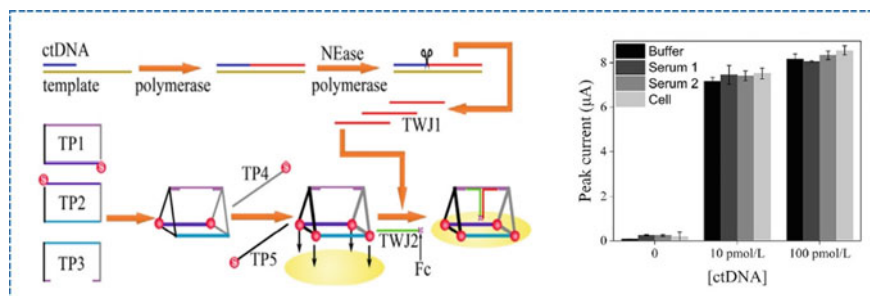 ctDNA
template
polymerase
NEase
polymerase
TWJ1
TP1
S
S
TP2
TP3
TP4
TP5
TWJ2
Fc
Peak current (μA)
8
6
4
2
0
Buffer
Serum 1
Serum 2
Cell
0
10 pmol/L
100 pmol/L
[ctDNA]